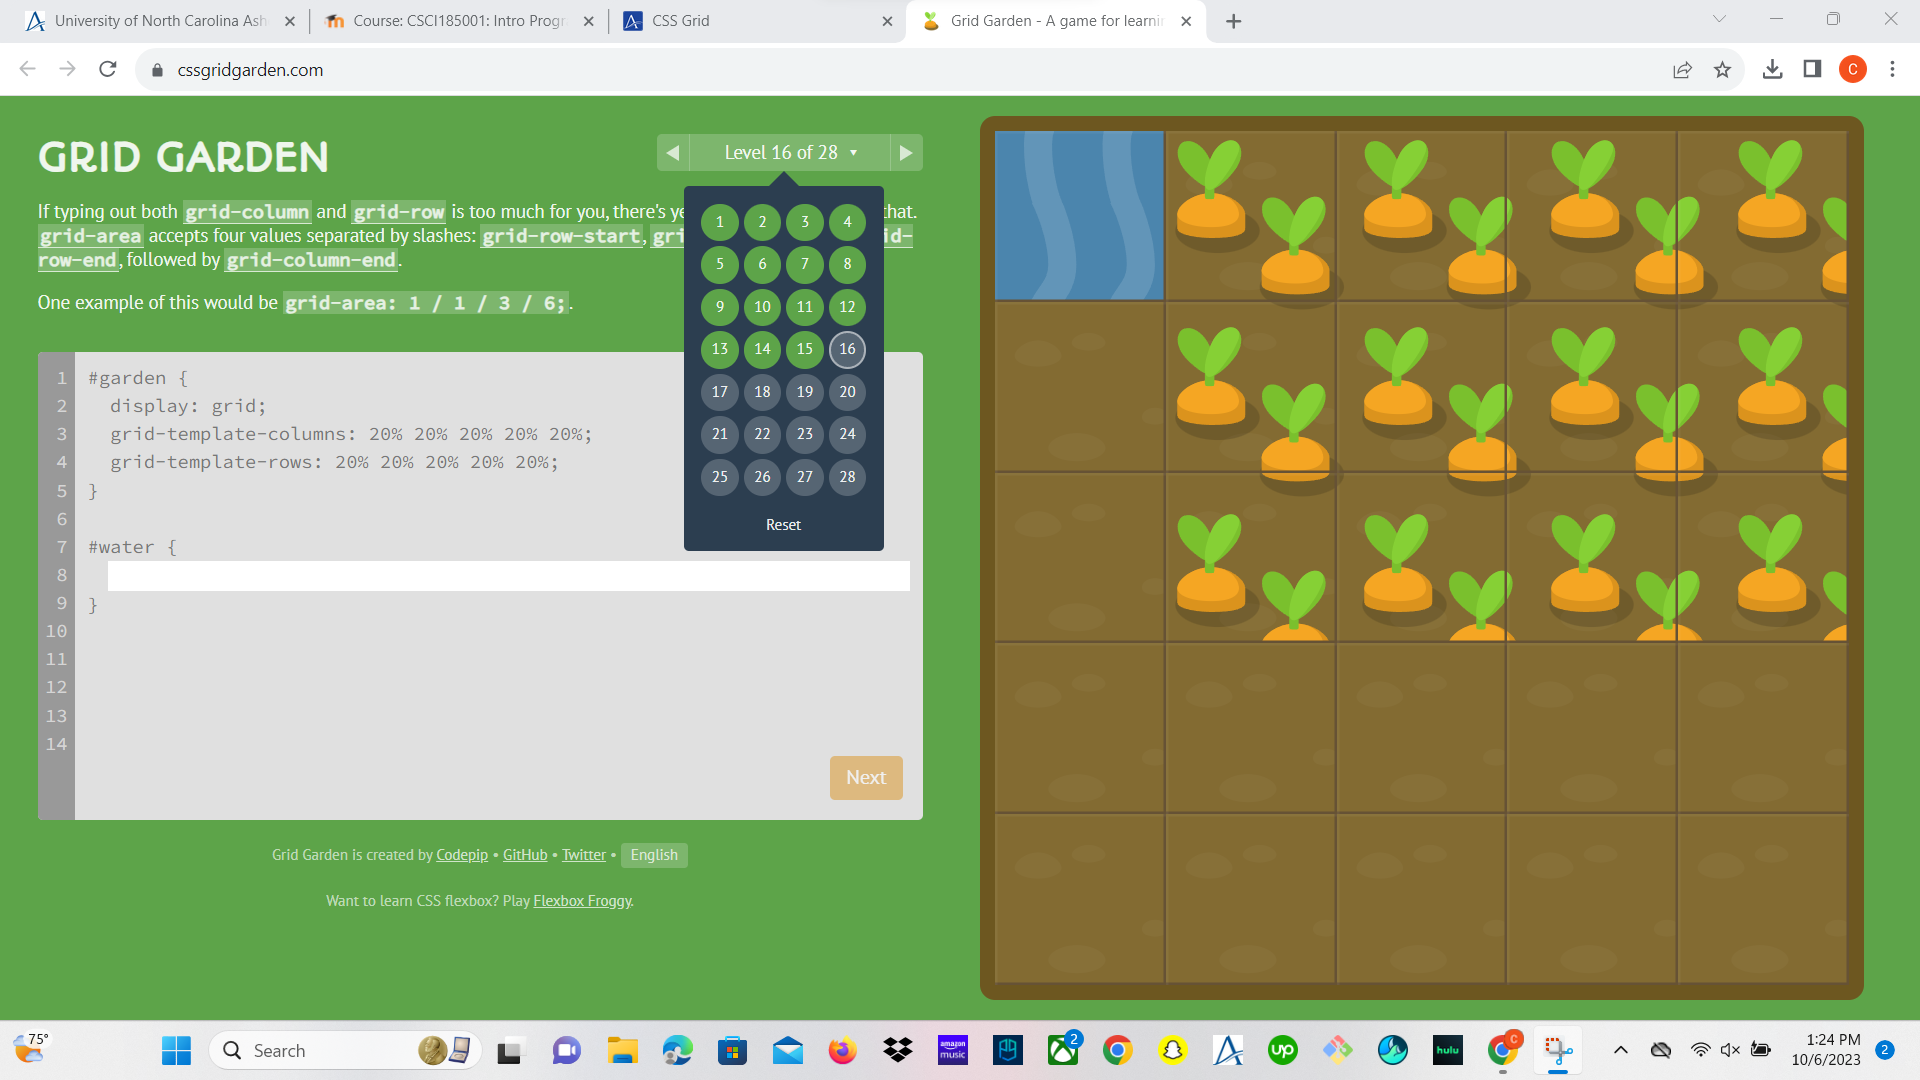 University of North Carolina Ash
Course: CSCI185001: Intro Progr
CSS Grid
Grid Garden - A game for learnin
cssgridgarden.com
C
GRID GARDEN
Level 16 of 28
If typing out both grid-column and grid-row is too much for you, there's ye that.
grid-area accepts four values separated by slashes: grid-row-start, gri id-
row-end, followed by grid-column-end.
One example of this would be grid-area: 1 / 1 / 3 / 6;.
1 2 3 4
5 6 7 8
9 10 11 12
13 14 15 16
17 18 19 20
21 22 23 24
25 26 27 28
Reset
1 #garden {
2 display: grid;
3 grid-template-columns: 20% 20% 20% 20% 20%;
4 grid-template-rows: 20% 20% 20% 20% 20%;
5 }
6
7 #water {
8
9 }
10
11
12
13
14
Next
Grid Garden is created by Codepip • GitHub • Twitter • English
Want to learn CSS flexbox? Play Flexbox Froggy.
75°
Search
amazon music
2
up
hulu
C
1:24 PM
10/6/2023
2